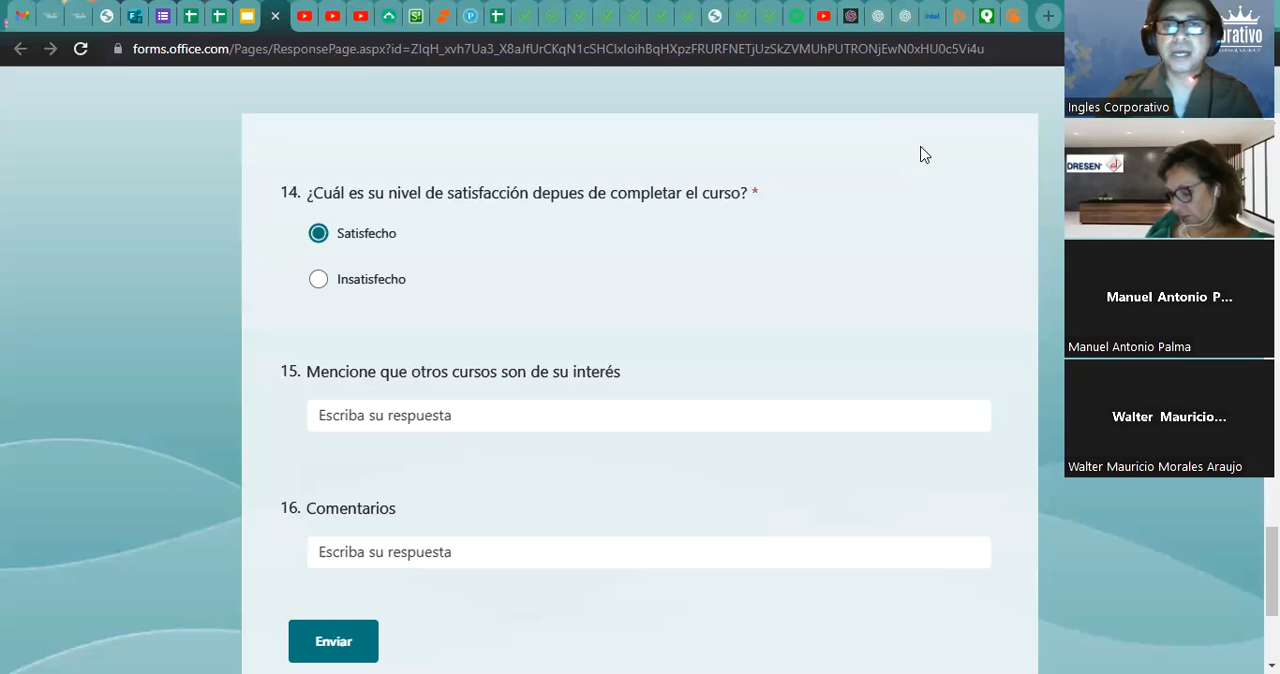 forms.office.com/Pages/ResponsePage.aspx?id=ZIqH_xvh7Ua3_X8aJfUrCKqN1cSHCIxIoihBqHXpzFRURFNETjUzSkZVMUhPUTRONjEwN0xHU0c5Vi4u
14. ¿Cuál es su nivel de satisfacción depues de completar el curso? *
Satisfecho
Insatisfecho
15. Mencione que otros cursos son de su interés
Escriba su respuesta
16. Comentarios
Escriba su respuesta
Enviar
Ingles Corporativo
DRESEN
Manuel Antonio P...
Manuel Antonio Palma
Walter Mauricio...
Walter Mauricio Morales Araujo